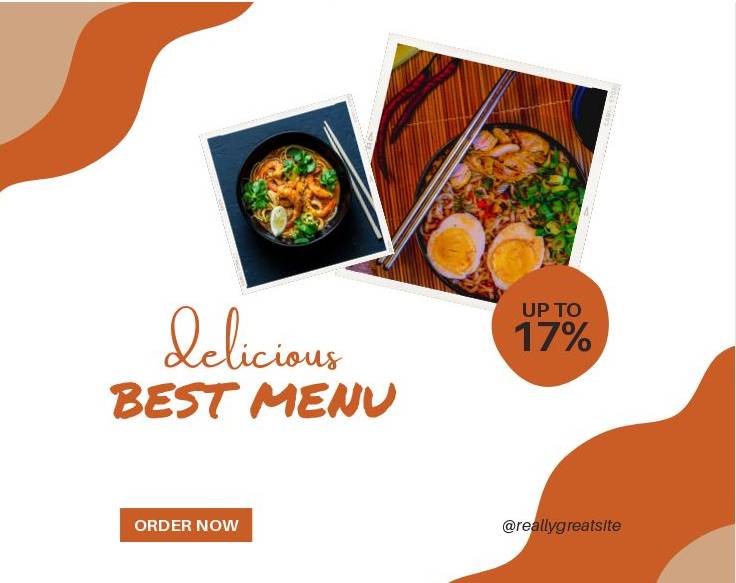 UP TO
17%
delicious
BEST MENU
ORDER NOW
@reallygreatsite